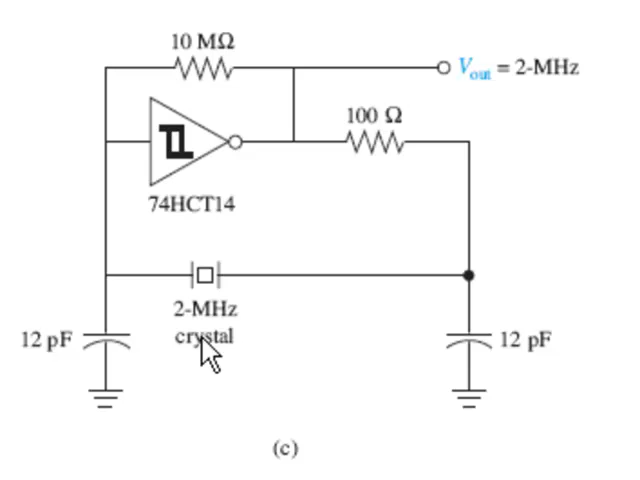 10 MΩ
Vout = 2-MHz
100 Ω
74HCT14
2-MHz
crystal
12 pF
12 pF
(c)